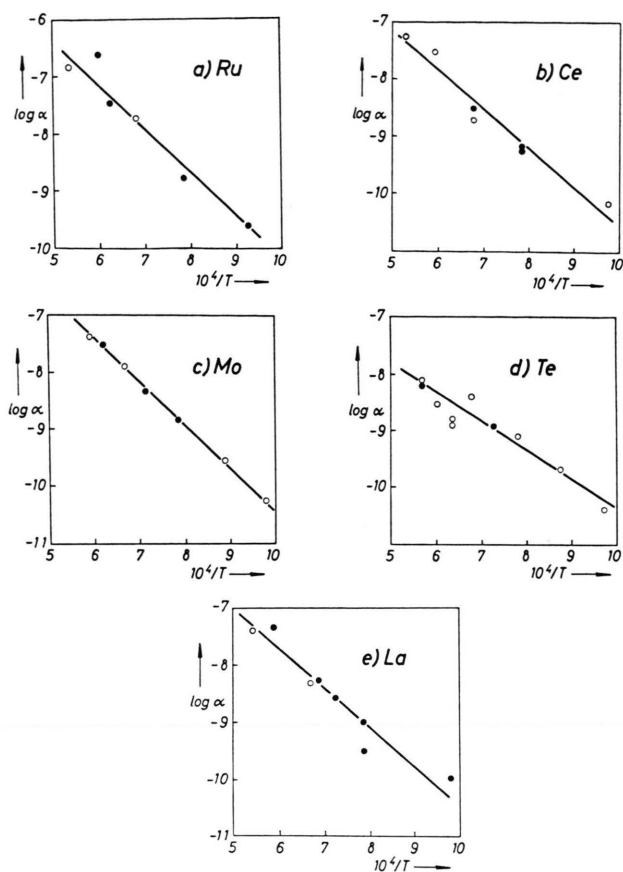 -6
-7
-8
-9
-10
log α
a) Ru
5 6 7 8 9 10
10⁴/T
-7
-8
-9
-10
log α
b) Ce
5 6 7 8 9 10
10⁴/T
-7
-8
-9
-10
-11
log α
c) Mo
5 6 7 8 9 10
10⁴/T
-7
-8
-9
-10
log α
d) Te
5 6 7 8 9 10
10⁴/T
-7
-8
-9
-10
-11
log α
e) La
5 6 7 8 9 10
10⁴/T